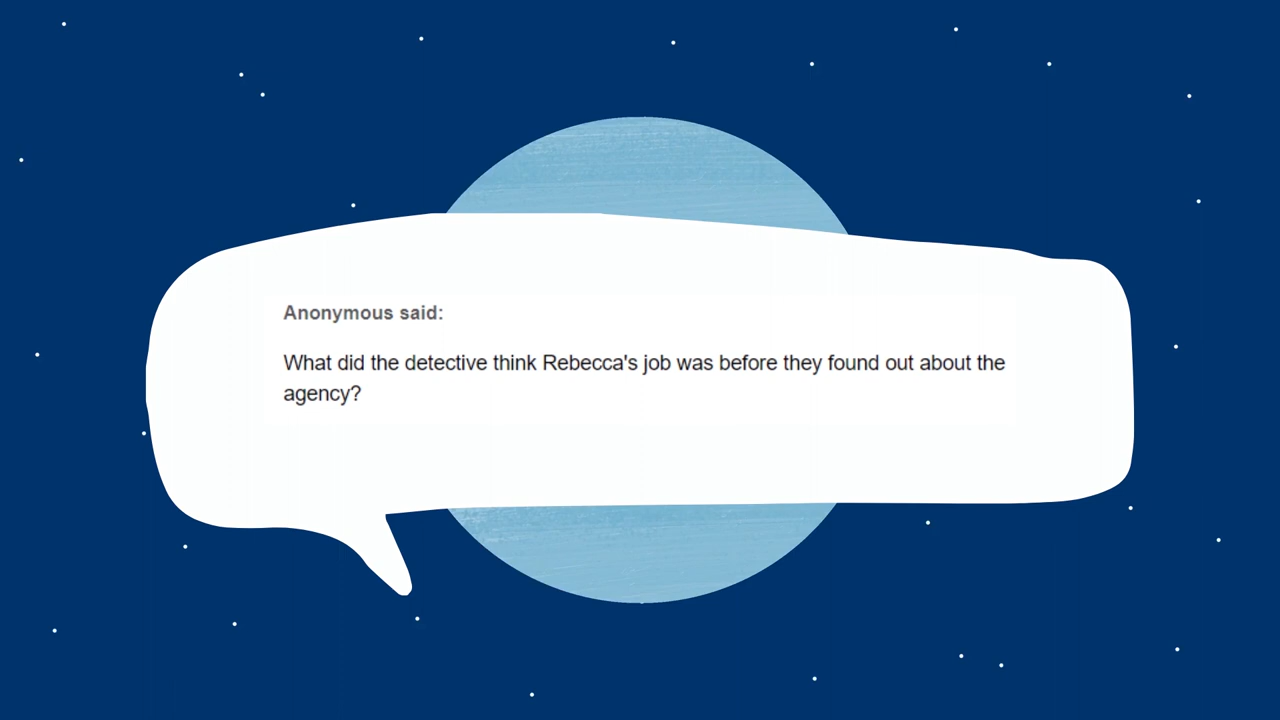 Anonymous said:
What did the detective think Rebecca's job was before they found out about the
agency?